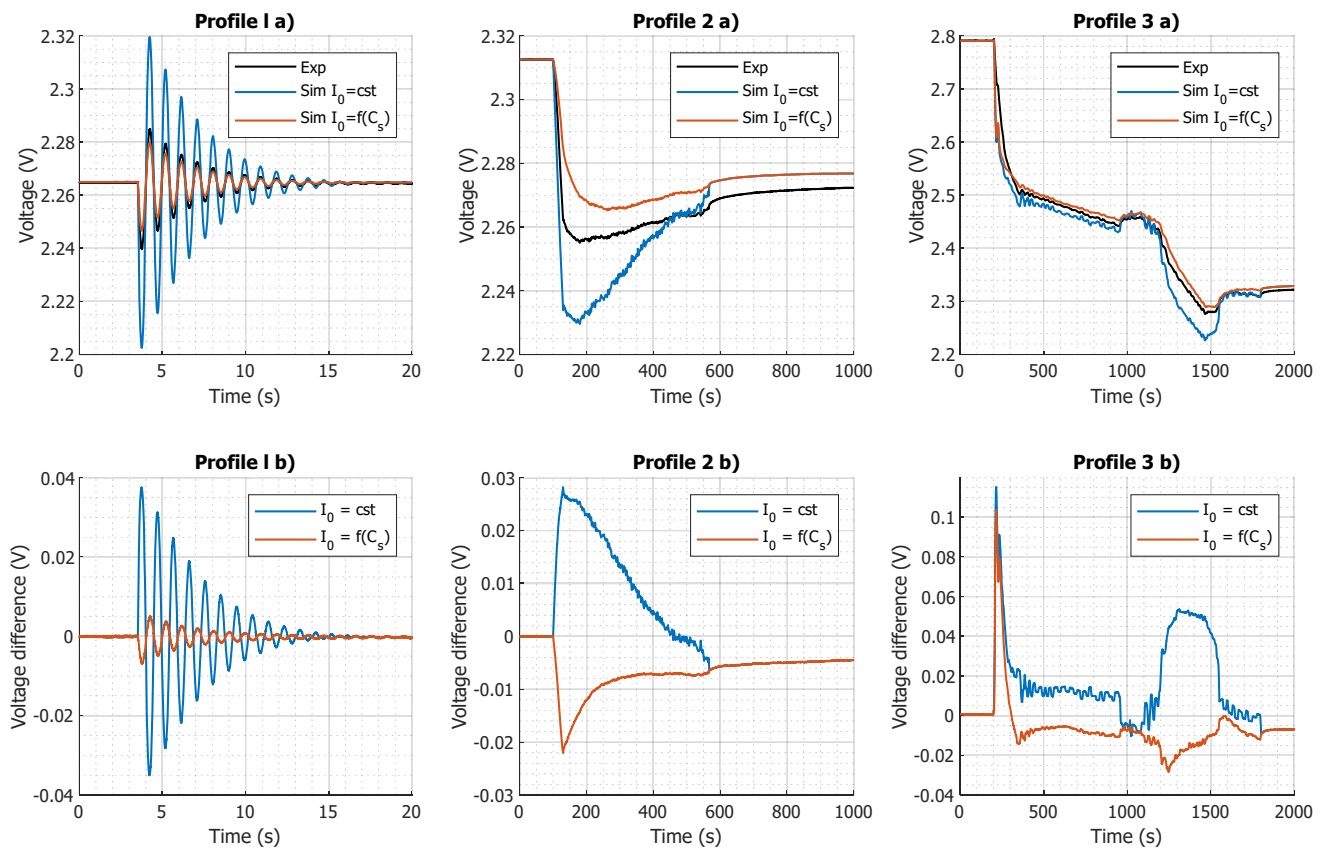 Profile I a)
2.32
2.3
2.28
2.26
2.24
2.22
2.2
Voltage (V)
0 5 10 15 20
Time (s)
Exp
Sim I0=cst
Sim I0=f(Cs)
Profile 2 a)
2.32
2.3
2.28
2.26
2.24
2.22
Voltage (V)
0 200 400 600 800 1000
Time (s)
Exp
Sim I0=cst
Sim I0=f(Cs)
Profile 3 a)
2.8
2.7
2.6
2.5
2.4
2.3
2.2
Voltage (V)
0 500 1000 1500 2000
Time (s)
Exp
Sim I0=cst
Sim I0=f(Cs)
Profile I b)
0.04
0.02
0
-0.02
-0.04
Voltage difference (V)
0 5 10 15 20
Time (s)
I0 = cst
I0 = f(Cs)
Profile 2 b)
0.03
0.02
0.01
0
-0.01
-0.02
-0.03
Voltage difference (V)
0 200 400 600 800 1000
Time (s)
I0 = cst
I0 = f(Cs)
Profile 3 b)
0.1
0.08
0.06
0.04
0.02
0
-0.02
-0.04
Voltage difference (V)
0 500 1000 1500 2000
Time (s)
I0 = cst
I0 = f(Cs)